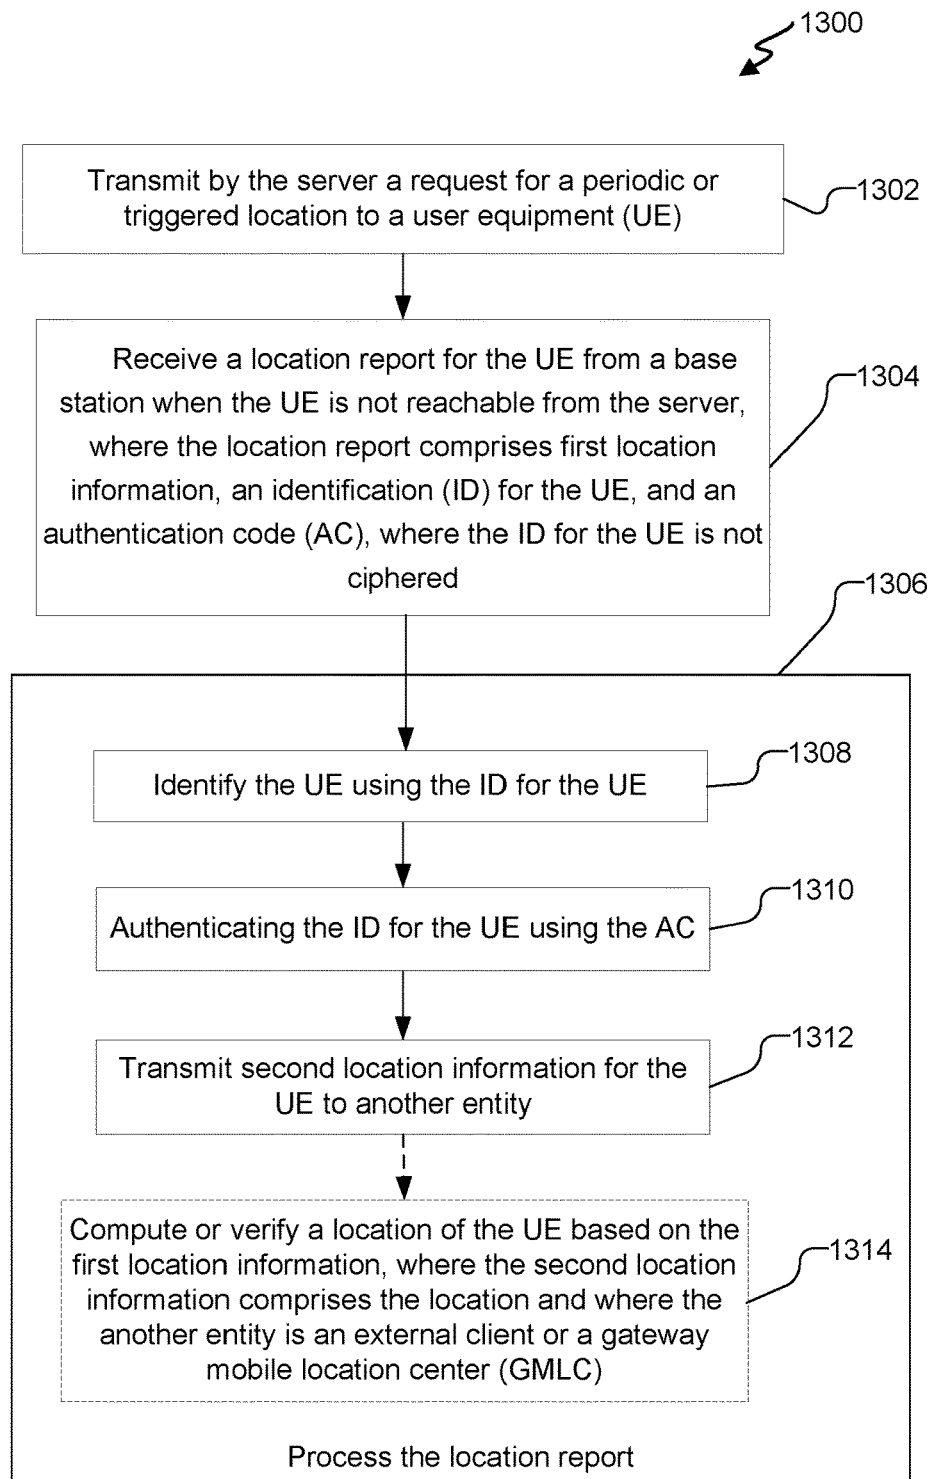 1300
Transmit by the server a request for a periodic or
triggered location to a user equipment (UE)
1302
Receive a location report for the UE from a base
station when the UE is not reachable from the server,
where the location report comprises first location
information, an identification (ID) for the UE, and an
authentication code (AC), where the ID for the UE is not
ciphered
1304
1306
Identify the UE using the ID for the UE
1308
Authenticating the ID for the UE using the AC
1310
Transmit second location information for the
UE to another entity
1312
Compute or verify a location of the UE based on the
first location information, where the second location
information comprises the location and where the
another entity is an external client or a gateway
mobile location center (GMLC)
1314
Process the location report